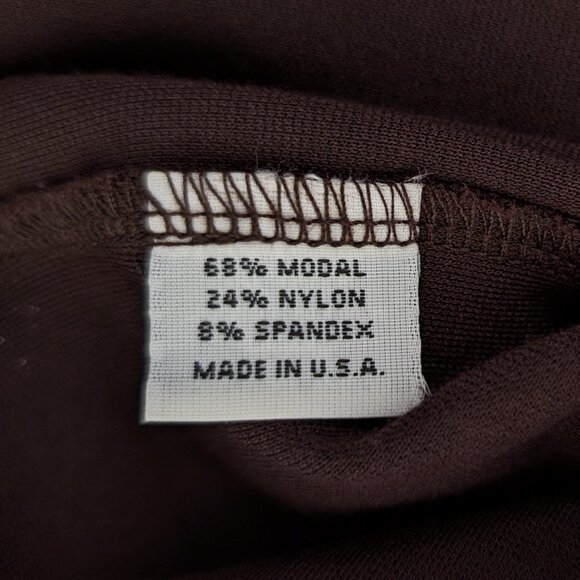 68% MODAL
24% NYLON
8% SPANDEX
MADE IN U.S.A.